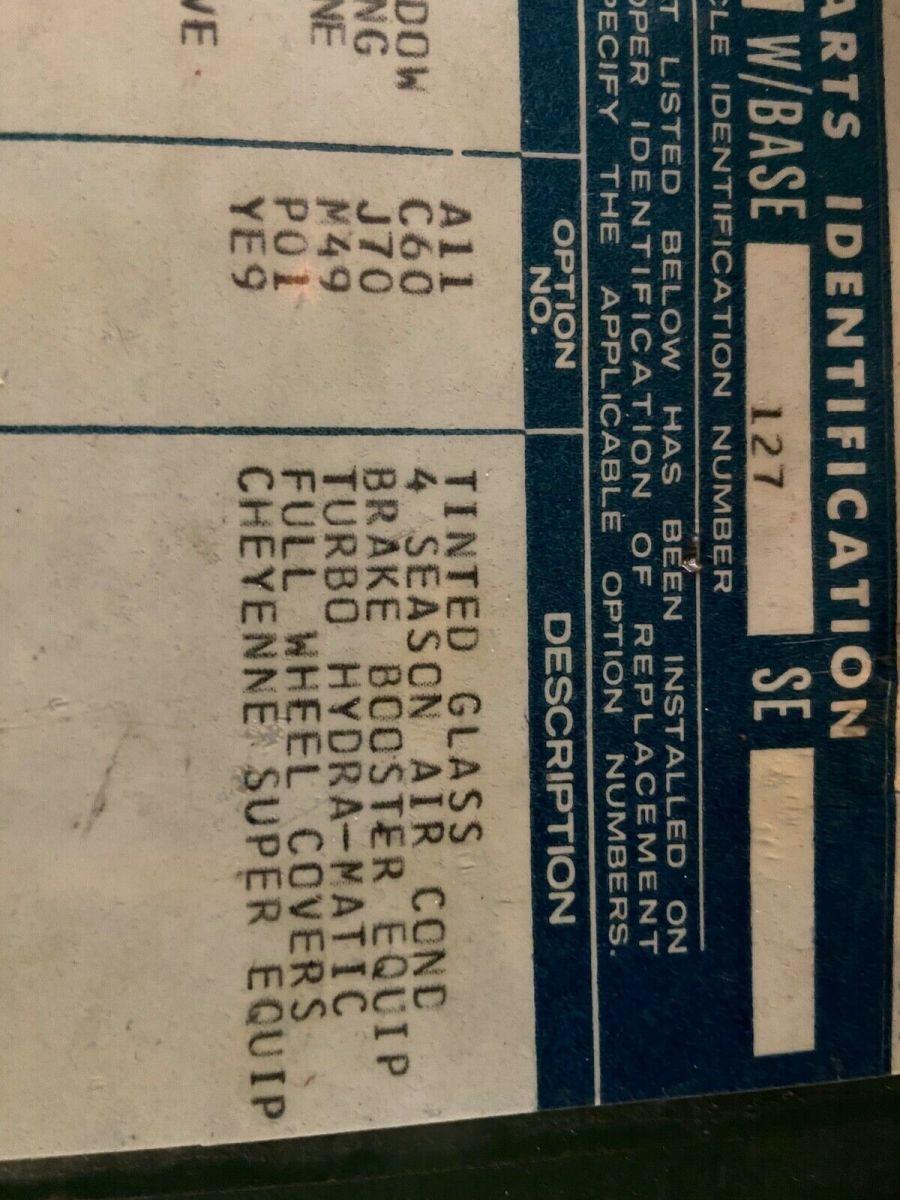 ARTS IDENTIFICATION
W/BASE 127 SE
CLE IDENTIFICATION NUMBER
T LISTED BELOW HAS BEEN INSTALLED ON
OPER IDENTIFICATION OF REPLACEMENT
PECIFY THE APPLICABLE OPTION NUMBERS.
OPTION NO. DESCRIPTION
DOW A11 TINTED GLASS
NG C60 4 SEASON AIR COND
NE J70 BRAKE BOOSTER EQUIP
M49 TURBO HYDRA-MATIC
P01 FULL WHEEL COVERS
VE YE9 CHEYENNE SUPER EQUIP